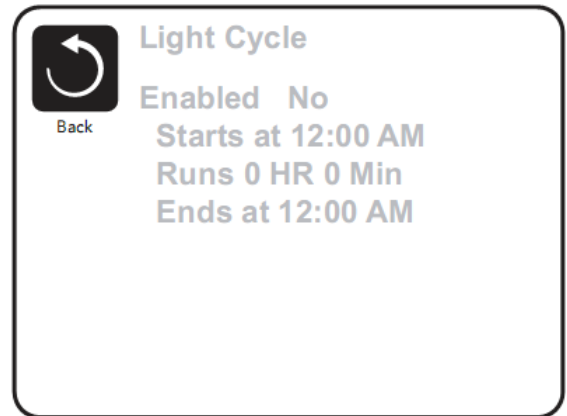 Light Cycle
Back
Enabled No
Starts at 12:00 AM
Runs 0 HR 0 Min
Ends at 12:00 AM